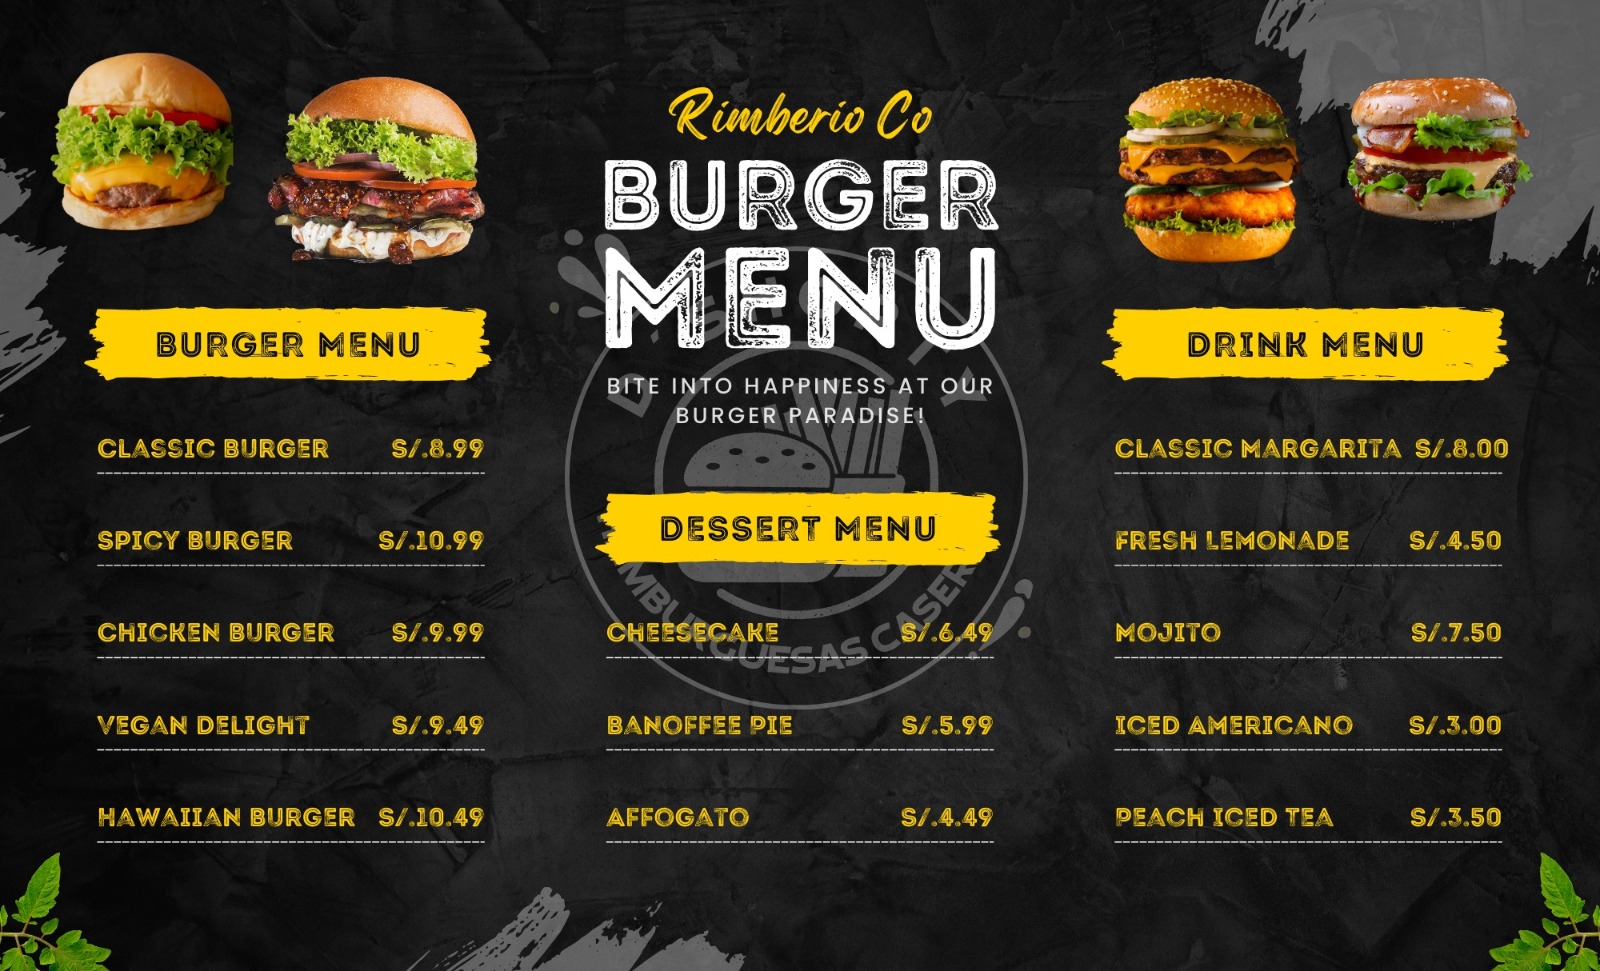 Rimberio Co
BURGER
MENU
BITE INTO HAPPINESS AT OUR
BURGER PARADISE!
BURGER MENU
CLASSIC BURGER S/.8.99
SPICY BURGER S/.10.99
CHICKEN BURGER S/.9.99
VEGAN DELIGHT S/.9.49
HAWAIIAN BURGER S/.10.49
DESSERT MENU
CHEESECAKE S/.6.49
BANOFFEE PIE S/.5.99
AFFOGATO S/.4.49
DRINK MENU
CLASSIC MARGARITA S/.8.00
FRESH LEMONADE S/.4.50
MOJITO S/.7.50
ICED AMERICANO S/.3.00
PEACH ICED TEA S/.3.50